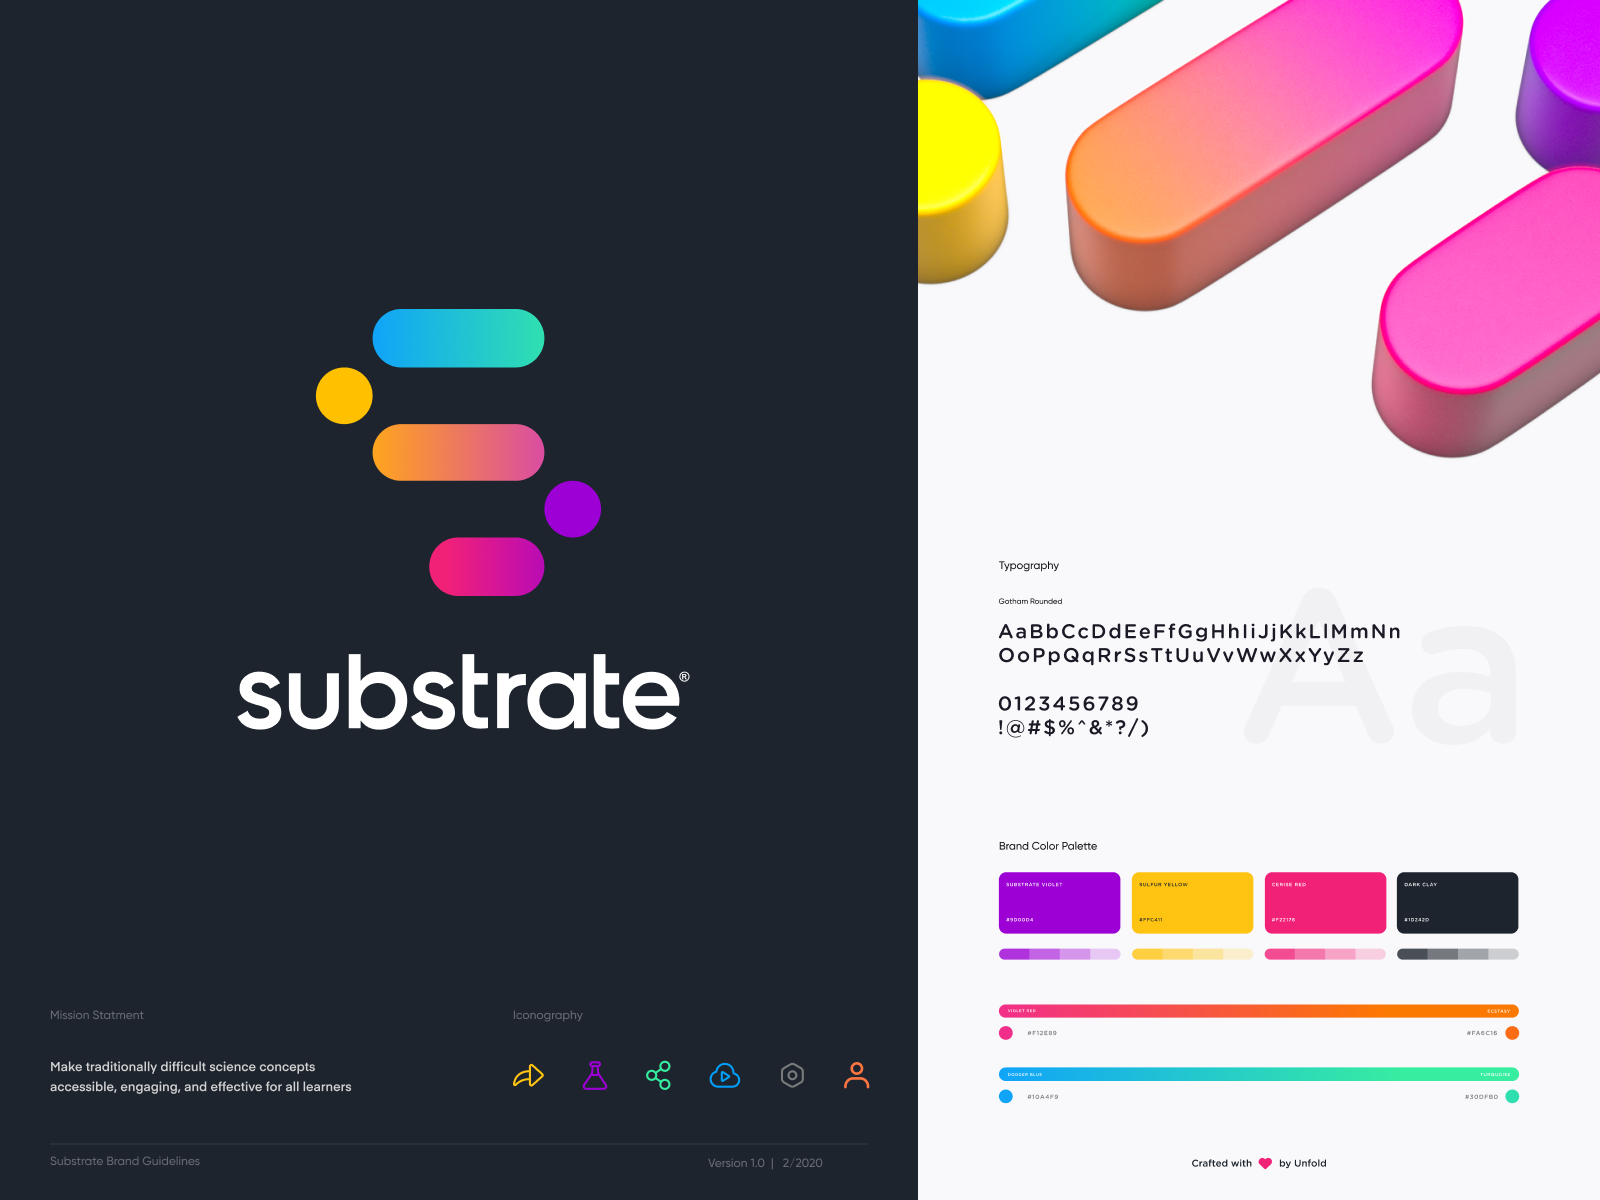 substrate®
Mission Statment
Make traditionally difficult science concepts
accessible, engaging, and effective for all learners
Iconography
Substrate Brand Guidelines
Version 1.0 | 2/2020
Typography
Gotham Rounded
Aa
AaBbCcDdEeFfGgHhIiJjKkLlMmNn
OoPpQqRrSsTtUuVvWwXxYyZz
0123456789
!@#$%^&*?/)
Brand Color Palette
SUBSTRATE VIOLET
#9D00D4
SULFUR YELLOW
#FFC411
CERISE RED
#F22176
DARK CLAY
#1D242D
VIOLET RED
ECSTASY
#F12E89
#FA6C16
DODGER BLUE
TURQUOISE
#10A4F9
#30DFBD
Crafted with ♥ by Unfold